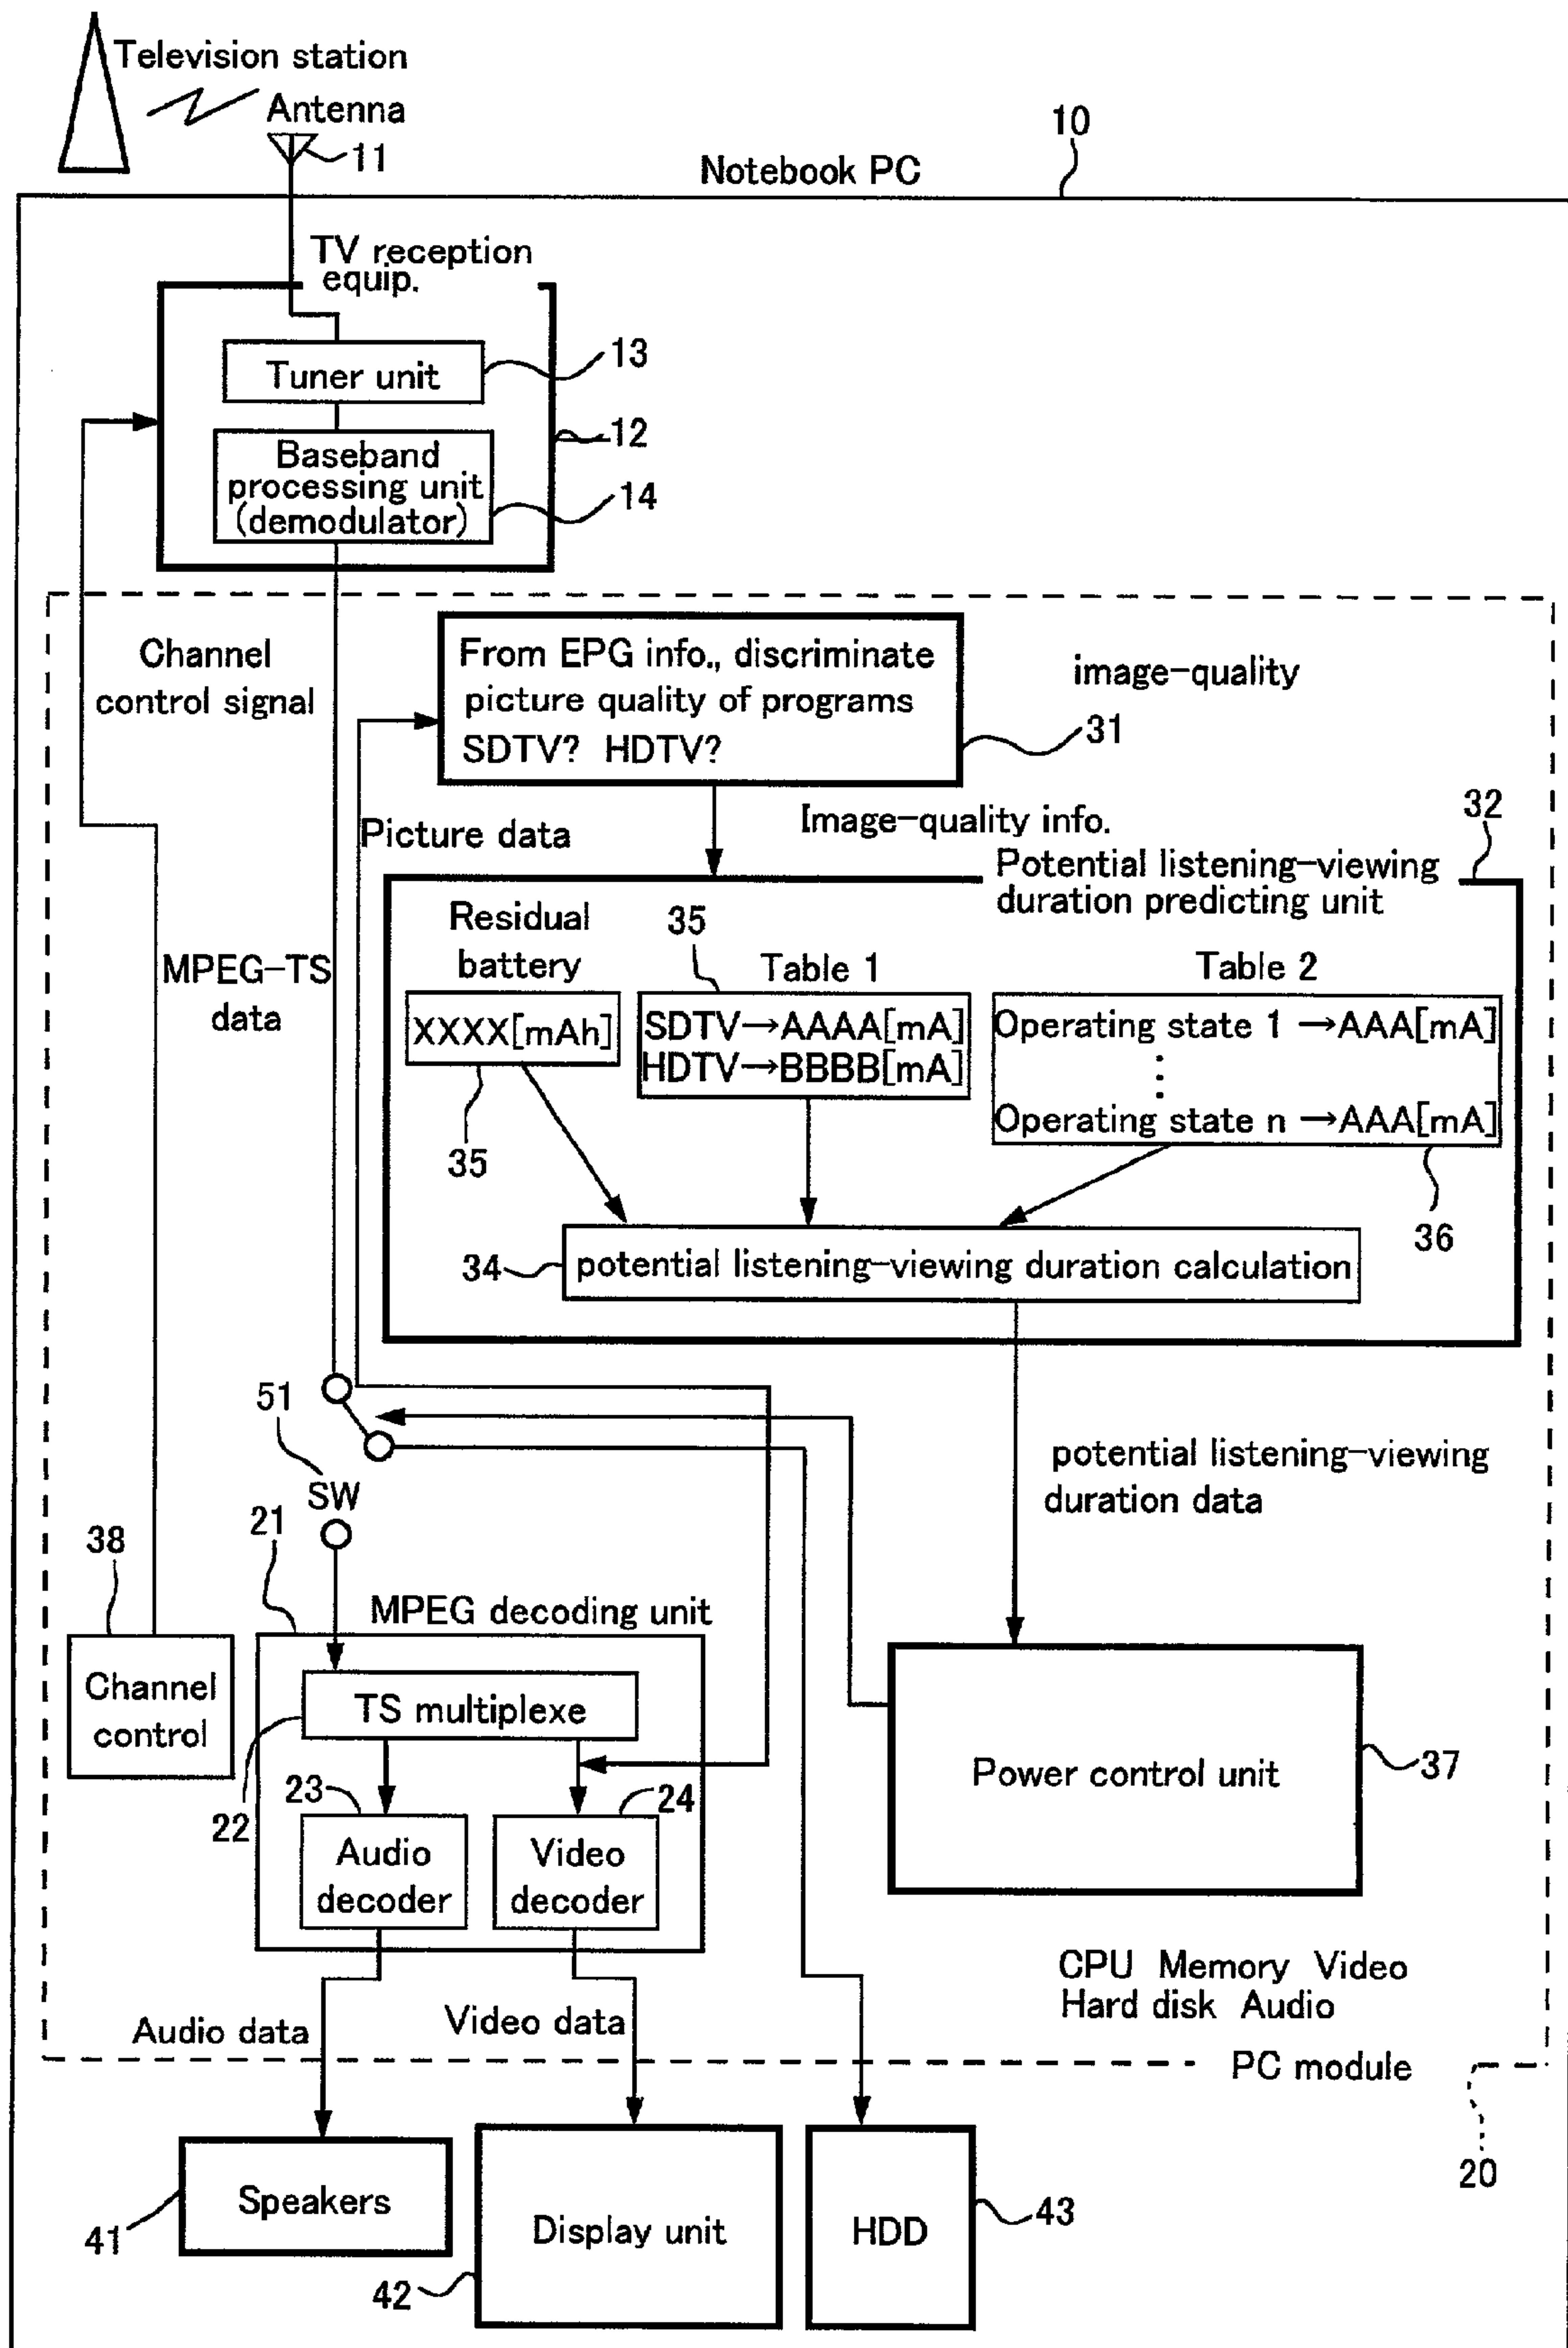 Television station
Antenna
11
10
Notebook PC
TV reception
equip.
Tuner unit
13
12
Baseband
processing unit
(demodulator)
14
Channel
control signal
From EPG info., discriminate
picture quality of programs
SDTV? HDTV?
image-quality
31
Picture data
Image-quality info.
32
Potential listening-viewing
duration predicting unit
MPEG-TS
data
Residual
battery
XXXX[mAh]
35
35
Table 1
SDTV→AAAA[mA]
HDTV→BBBB[mA]
Table 2
Operating state 1 →AAA[mA]
⋮
Operating state n →AAA[mA]
36
34
potential listening-viewing duration calculation
51
SW
potential listening-viewing
duration data
38
Channel
control
21
MPEG decoding unit
TS multiplexe
22
23
Audio
decoder
24
Video
decoder
Power control unit
37
CPU Memory Video
Hard disk Audio
Audio data
Video data
PC module
20
Speakers
41
Display unit
42
HDD
43